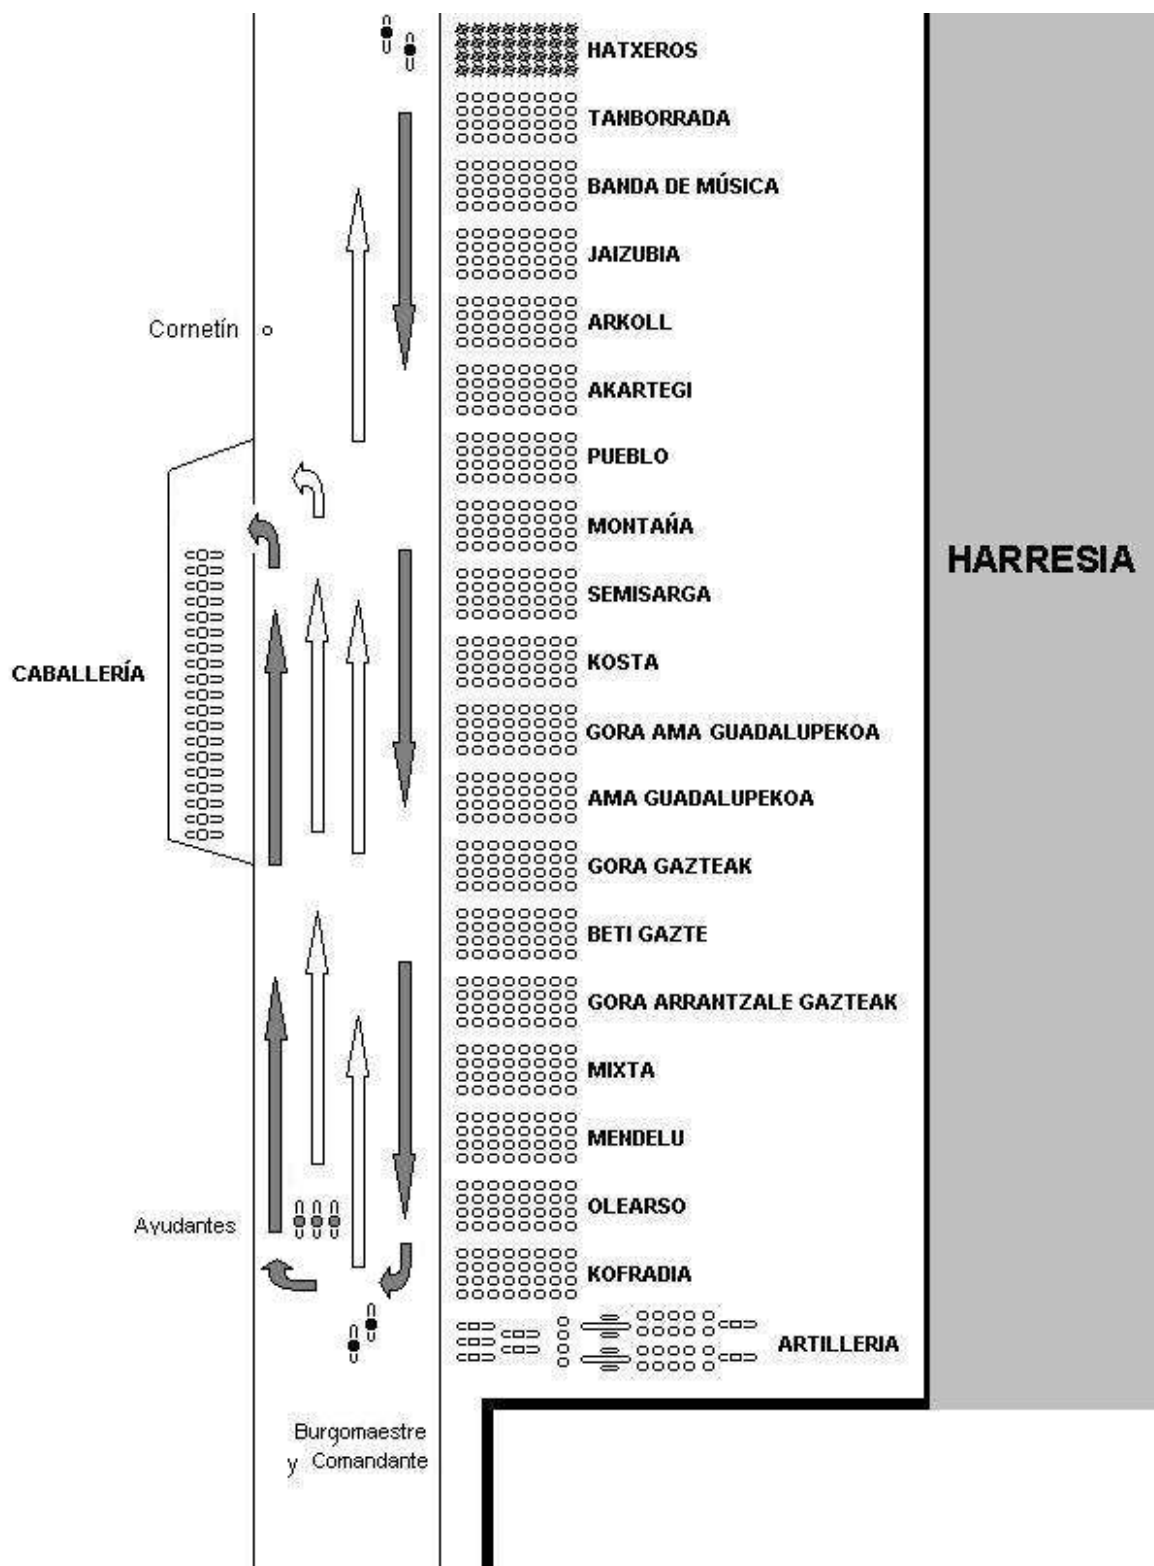 HATXEROS
TANBORRADA
BANDA DE MÚSICA
JAIZUBIA
Cornetín
ARKOLL
AKARTEGI
PUEBLO
MONTAÑA
HARRESIA
SEMISARGA
KOSTA
CABALLERÍA
GORA AMA GUADALUPEKOA
AMA GUADALUPEKOA
GORA GAZTEAK
BETI GAZTE
GORA ARRANTZALE GAZTEAK
MIXTA
MENDELU
OLEARSO
Ayudantes
KOFRADIA
ARTILLERIA
Burgomaestre
y Comandante